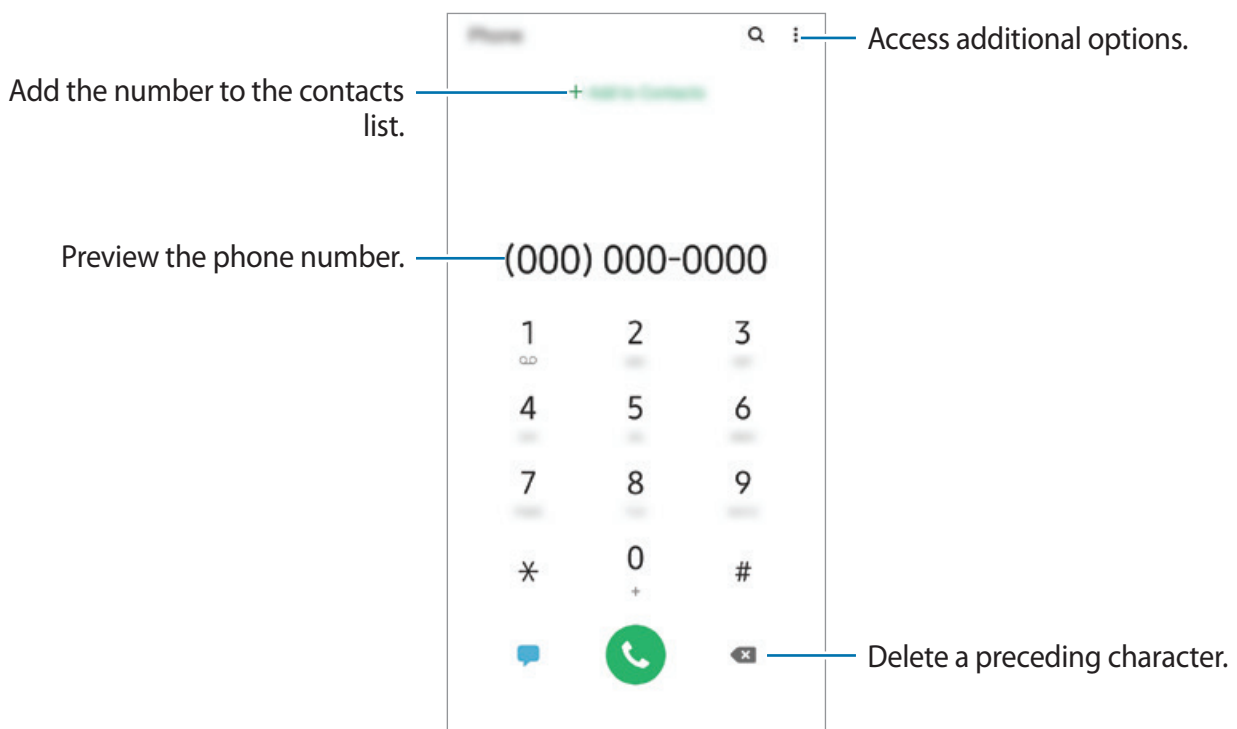 Access additional options.
Add the number to the contacts
list.
Preview the phone number.
(000) 000-0000
1 2 3
4 5 6
7 8 9
* 0 #
+
Delete a preceding character.